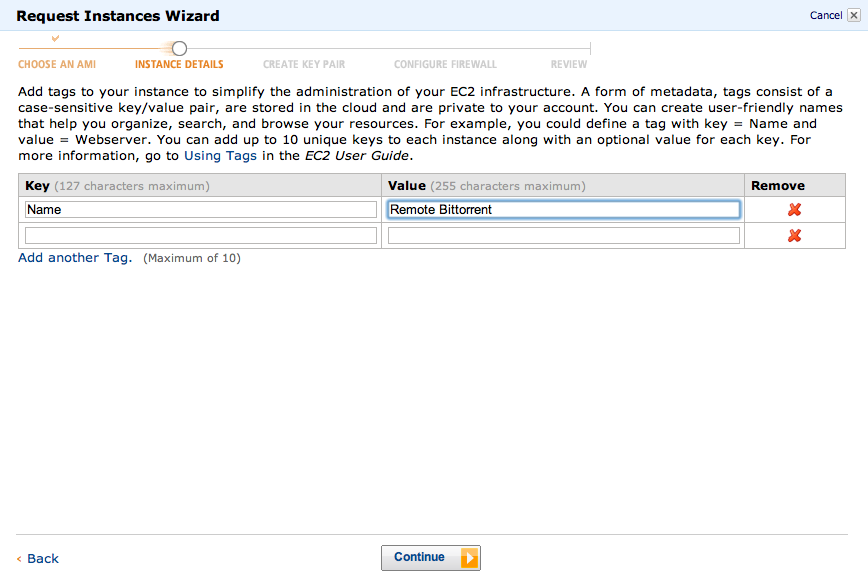 Request Instances Wizard
Cancel
CHOOSE AN AMI INSTANCE DETAILS CREATE KEY PAIR CONFIGURE FIREWALL REVIEW
Add tags to your instance to simplify the administration of your EC2 infrastructure. A form of metadata, tags consist of a
case-sensitive key/value pair, are stored in the cloud and are private to your account. You can create user-friendly names
that help you organize, search, and browse your resources. For example, you could define a tag with key = Name and
value = Webserver. You can add up to 10 unique keys to each instance along with an optional value for each key. For
more information, go to Using Tags in the EC2 User Guide.
Key (127 characters maximum) Value (255 characters maximum) Remove
Name Remote Bittorrent
Add another Tag. (Maximum of 10)
< Back Continue